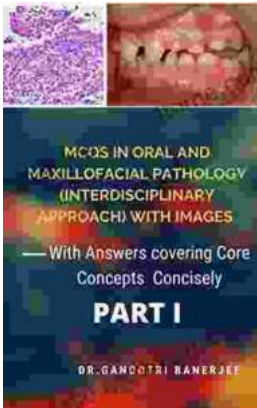 MCQS IN ORAL AND
MAXILLOFACIAL PATHOLOGY
(INTERDISCIPLINARY
APPROACH) WITH IMAGES
With Answers covering Core
Concepts Concisely
PART I
DR.GANGOTRI BANERJEE